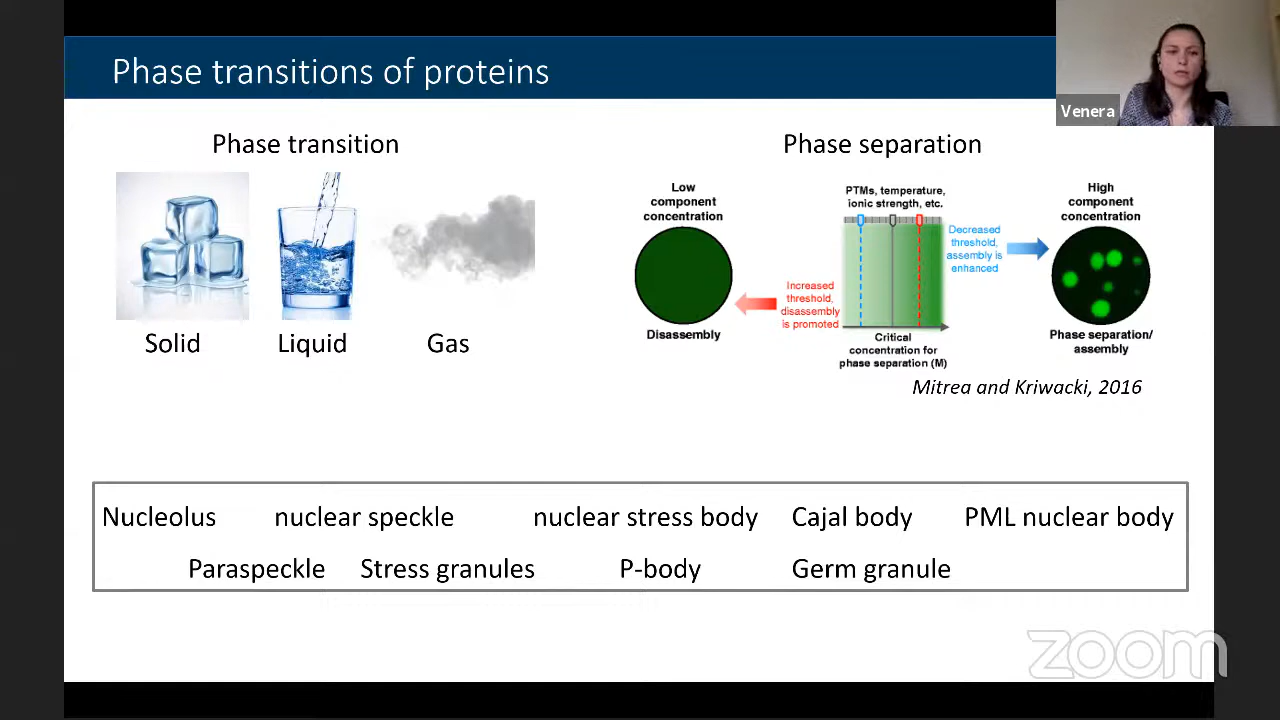 Phase transitions of proteins
Venera
Phase transition
Solid
Liquid
Gas
Phase separation
Low
component
concentration
Disassembly
PTMs, temperature,
ionic strength, etc.
Increased
threshold,
disassembly
is promoted
Decreased
threshold,
assembly is
enhanced
Critical
concentration for
phase separation (M)
High
component
concentration
Phase separation/
assembly
Mitrea and Kriwacki, 2016
Nucleolus nuclear speckle nuclear stress body Cajal body PML nuclear body
Paraspeckle Stress granules P-body Germ granule
zoom